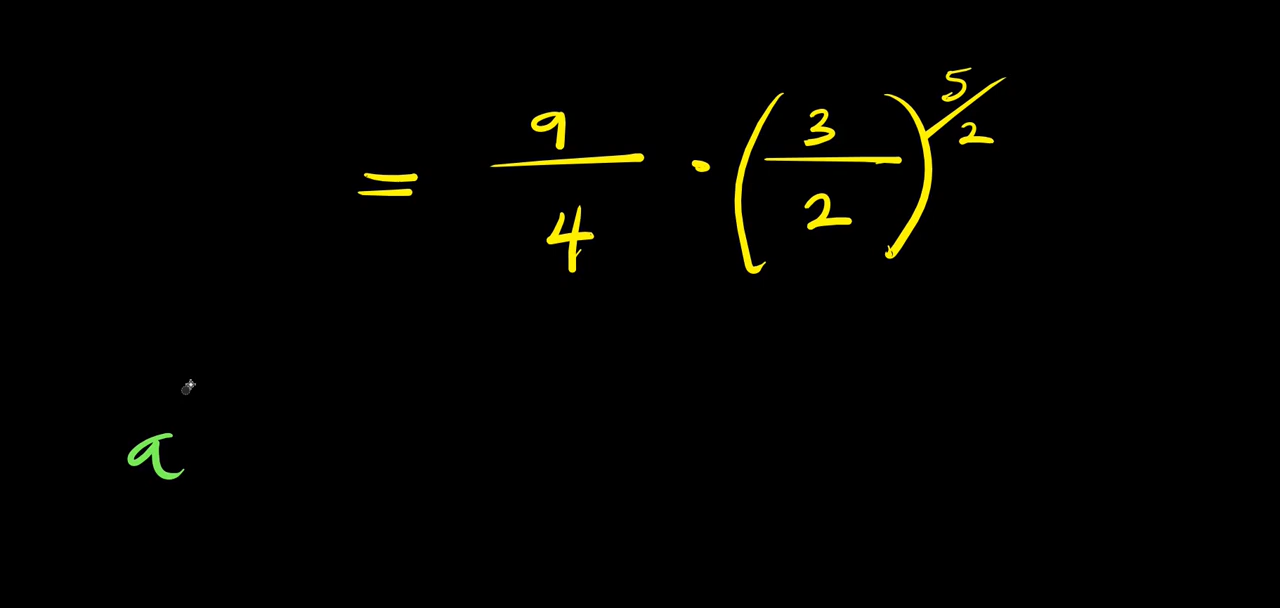 = 9/4 · (3/2)^5/2
a